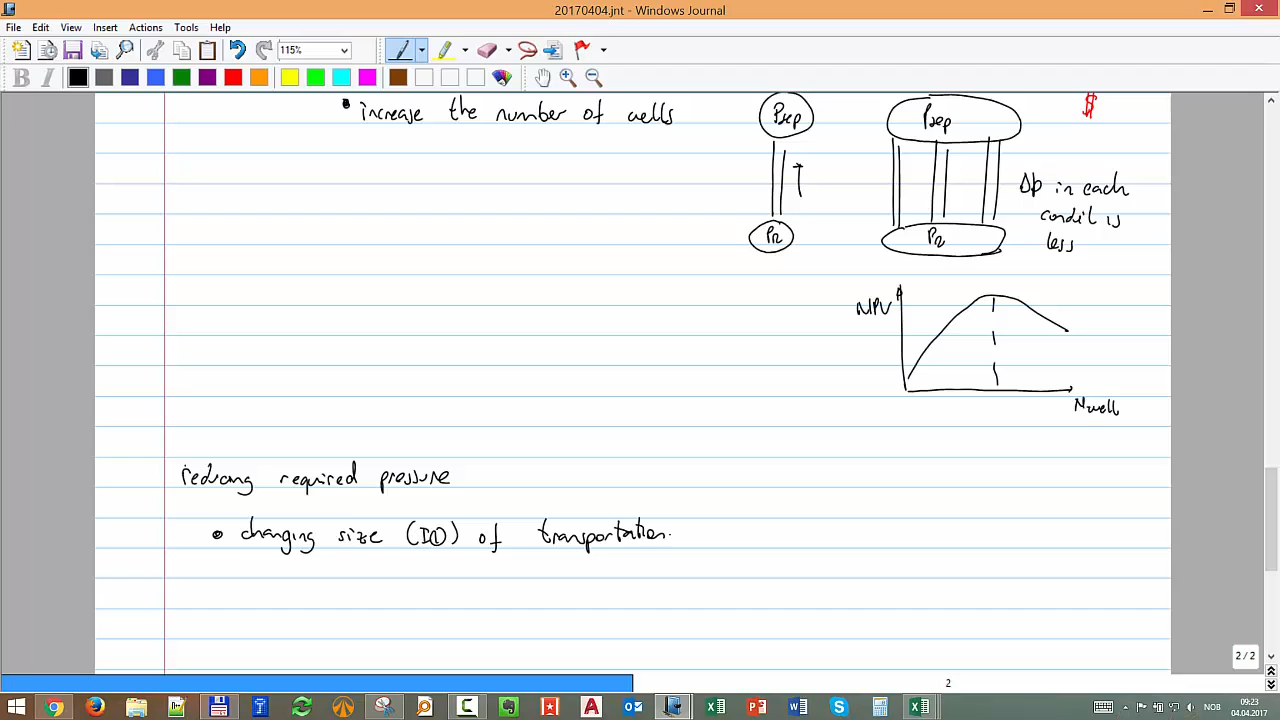 20170404.jnt - Windows Journal
File Edit View Insert Actions Tools Help
115%
B I
• increase the number of wells
Psep
Psep
$
Δp in each
condit is
less
PR
PR
NPV
Nwell
reducing required pressure
• changing size (ID) of transportation.
2 / 2
2
NOB
09:23
04.04.2017